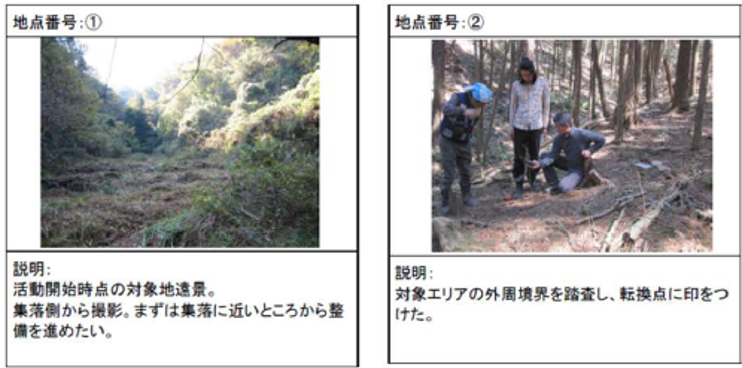 地点番号:①
説明:
活動開始時点の対象地遠景。
集落側から撮影。まずは集落に近いところから整
備を進めたい。
地点番号:②
説明:
対象エリアの外周境界を踏査し、転換点に印をつ
けた。